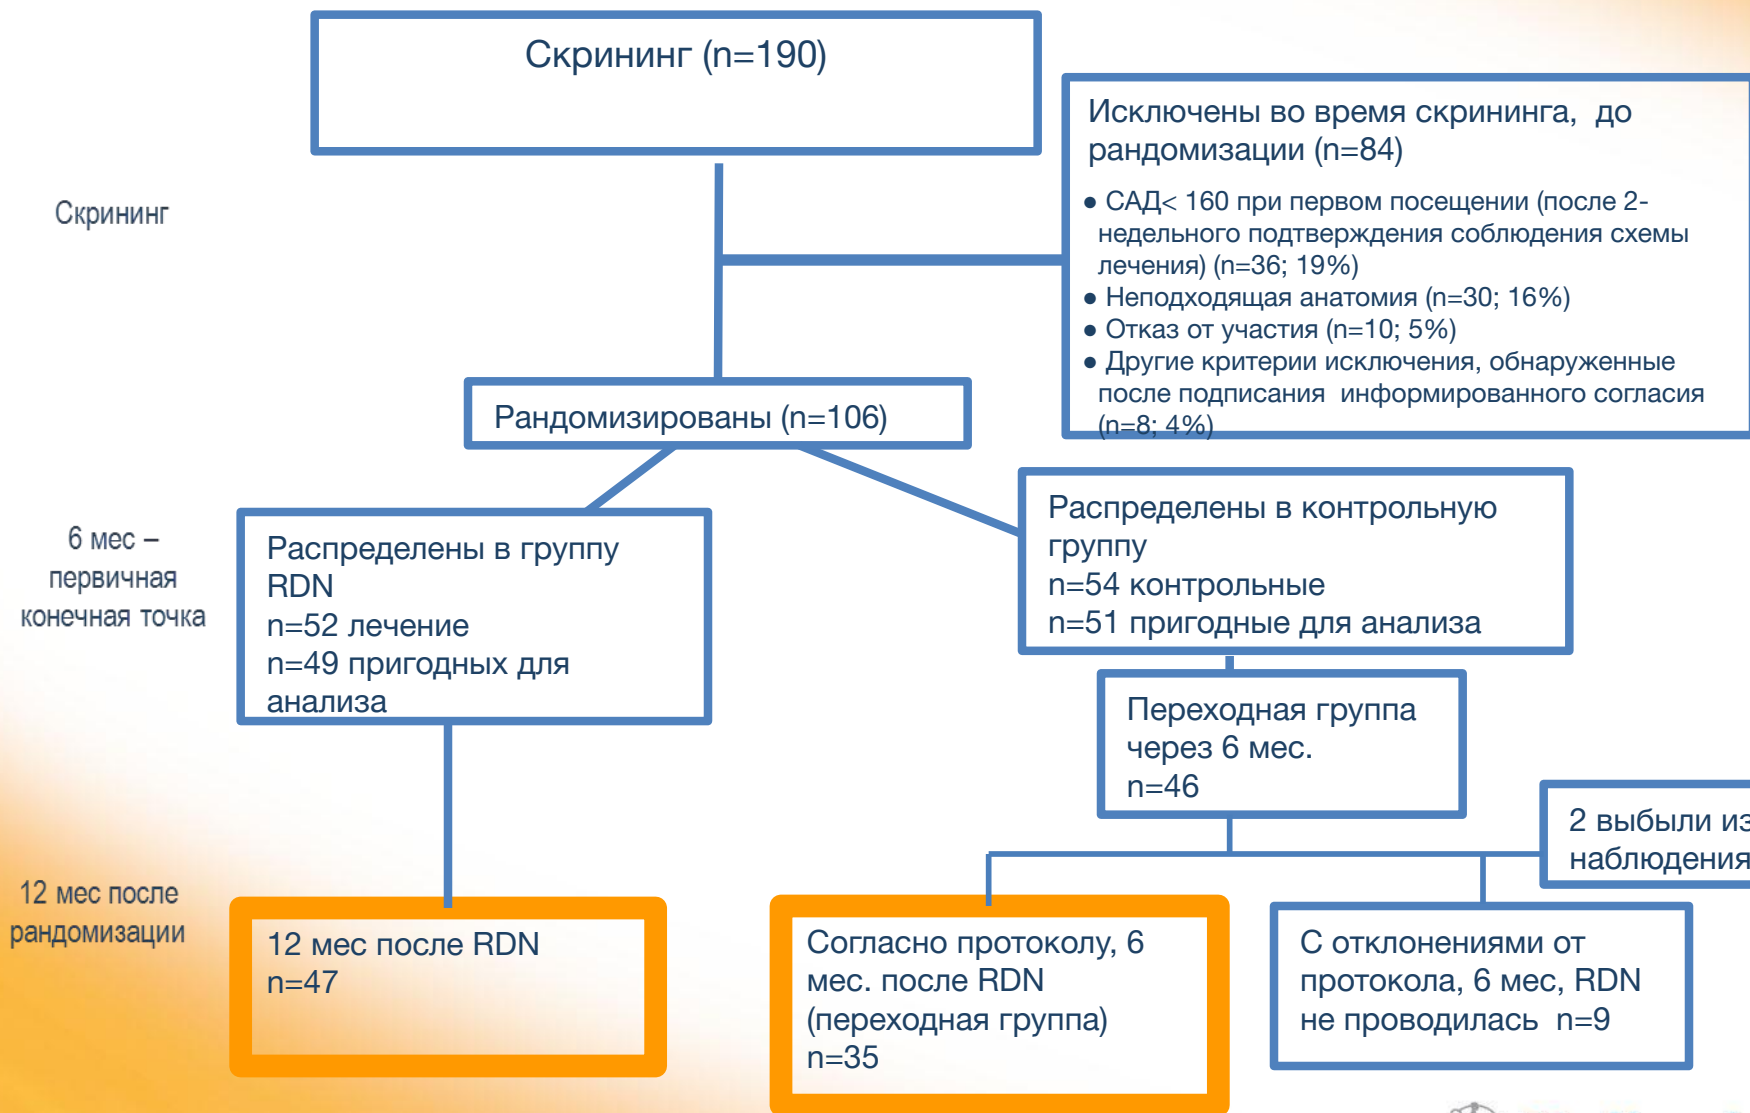 Скрининг (n=190)
Исключены во время скрининга, до
рандомизации (n=84)
● САД< 160 при первом посещении (после 2-
недельного подтверждения соблюдения схемы
лечения) (n=36; 19%)
● Неподходящая анатомия (n=30; 16%)
● Отказ от участия (n=10; 5%)
● Другие критерии исключения, обнаруженные
после подписания информированного согласия
(n=8; 4%)
Скрининг
Рандомизированы (n=106)
6 мес –
первичная
конечная точка
Распределены в группу
RDN
n=52 лечение
n=49 пригодных для
анализа
Распределены в контрольную
группу
n=54 контрольные
n=51 пригодные для анализа
Переходная группа
через 6 мес.
n=46
2 выбыли из
наблюдения
12 мес после
рандомизации
12 мес после RDN
n=47
Согласно протоколу, 6
мес. после RDN
(переходная группа)
n=35
С отклонениями от
протокола, 6 мес, RDN
не проводилась n=9